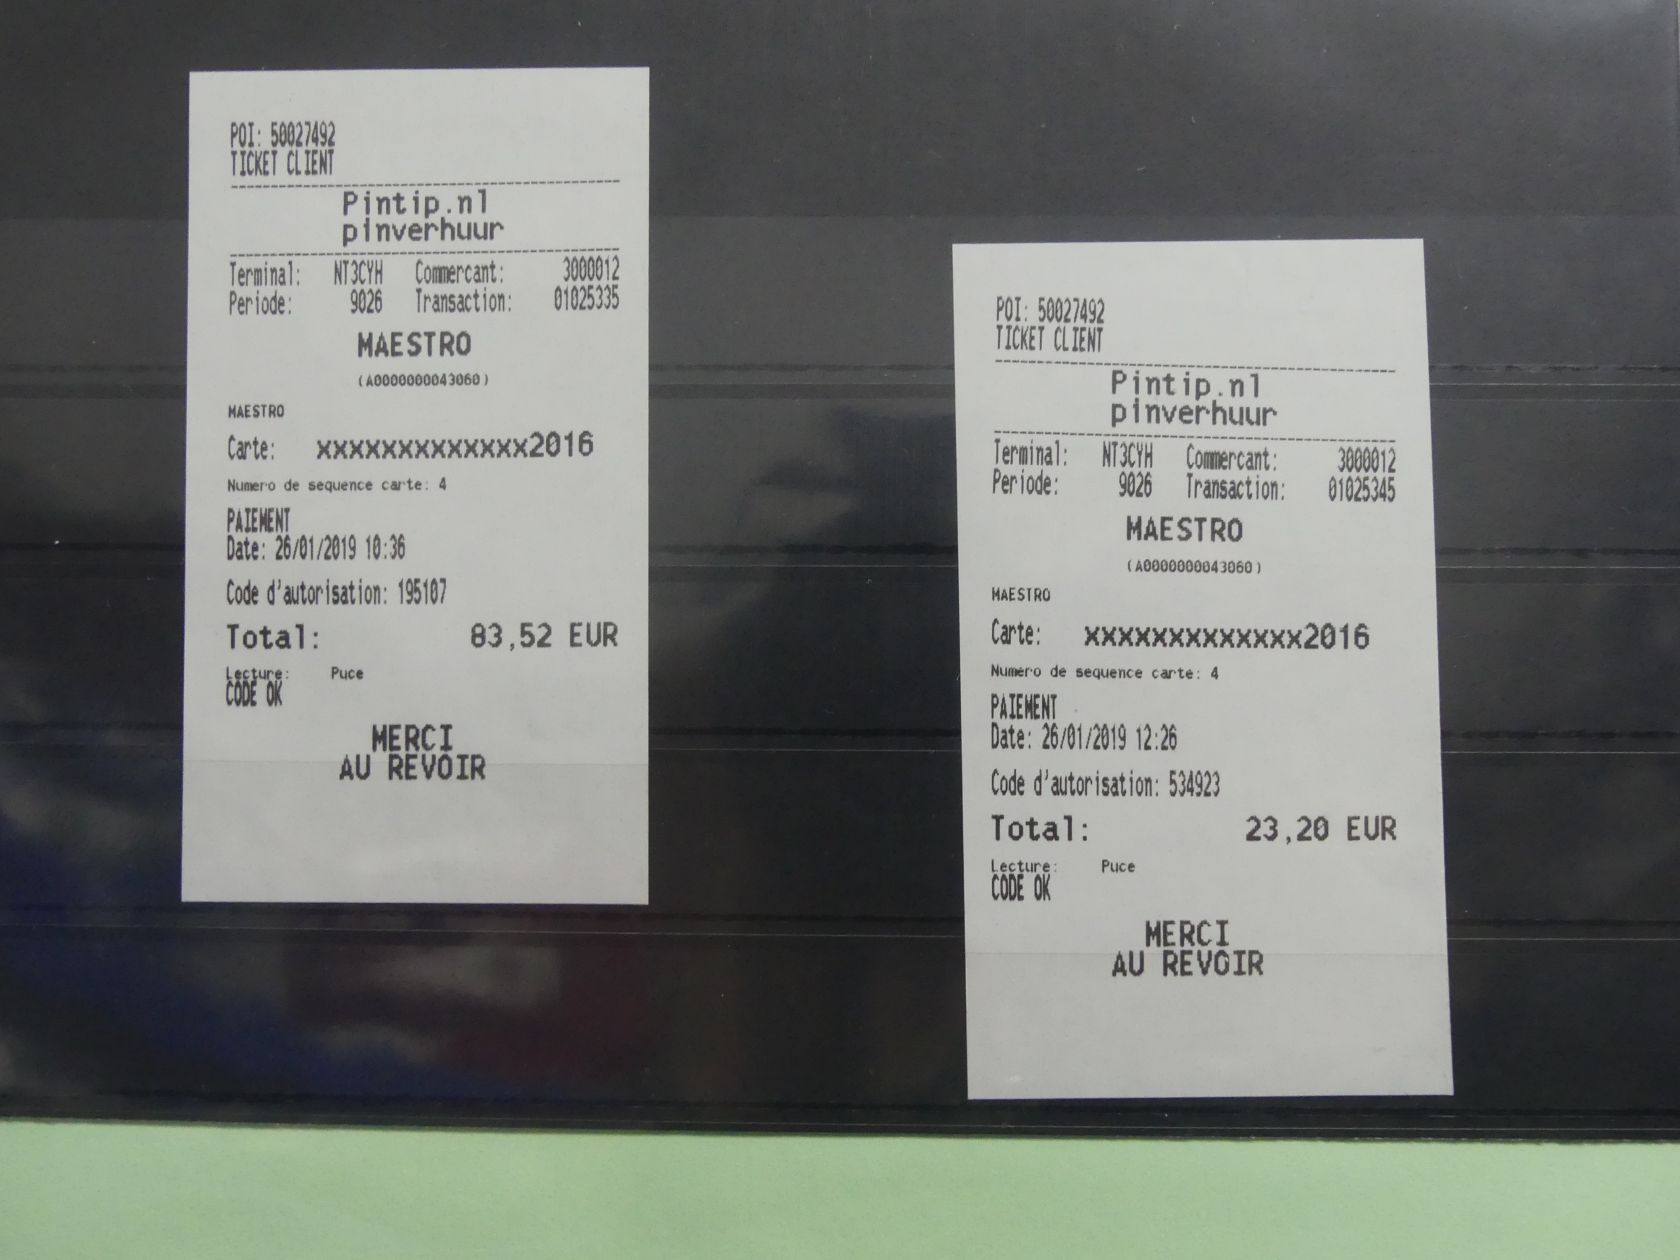 POI: 50027492
TICKET CLIENT
Pintip.nl
pinverhuur
Terminal: NT3CYH Commercant: 3000012
Periode: 9026 Transaction: 01025335
MAESTRO
(A0000000043060)
MAESTRO
Carte: xxxxxxxxxxxxx2016
Numero de sequence carte: 4
PAIEMENT
Date: 26/01/2019 10:36
Code d'autorisation: 195107
Total: 83,52 EUR
Lecture: Puce
CODE OK
MERCI
AU REVOIR
POI: 50027492
TICKET CLIENT
Pintip.nl
pinverhuur
Terminal: NT3CYH Commercant: 3000012
Periode: 9026 Transaction: 01025345
MAESTRO
(A0000000043060)
MAESTRO
Carte: xxxxxxxxxxxxx2016
Numero de sequence carte: 4
PAIEMENT
Date: 26/01/2019 12:26
Code d'autorisation: 534923
Total: 23,20 EUR
Lecture: Puce
CODE OK
MERCI
AU REVOIR